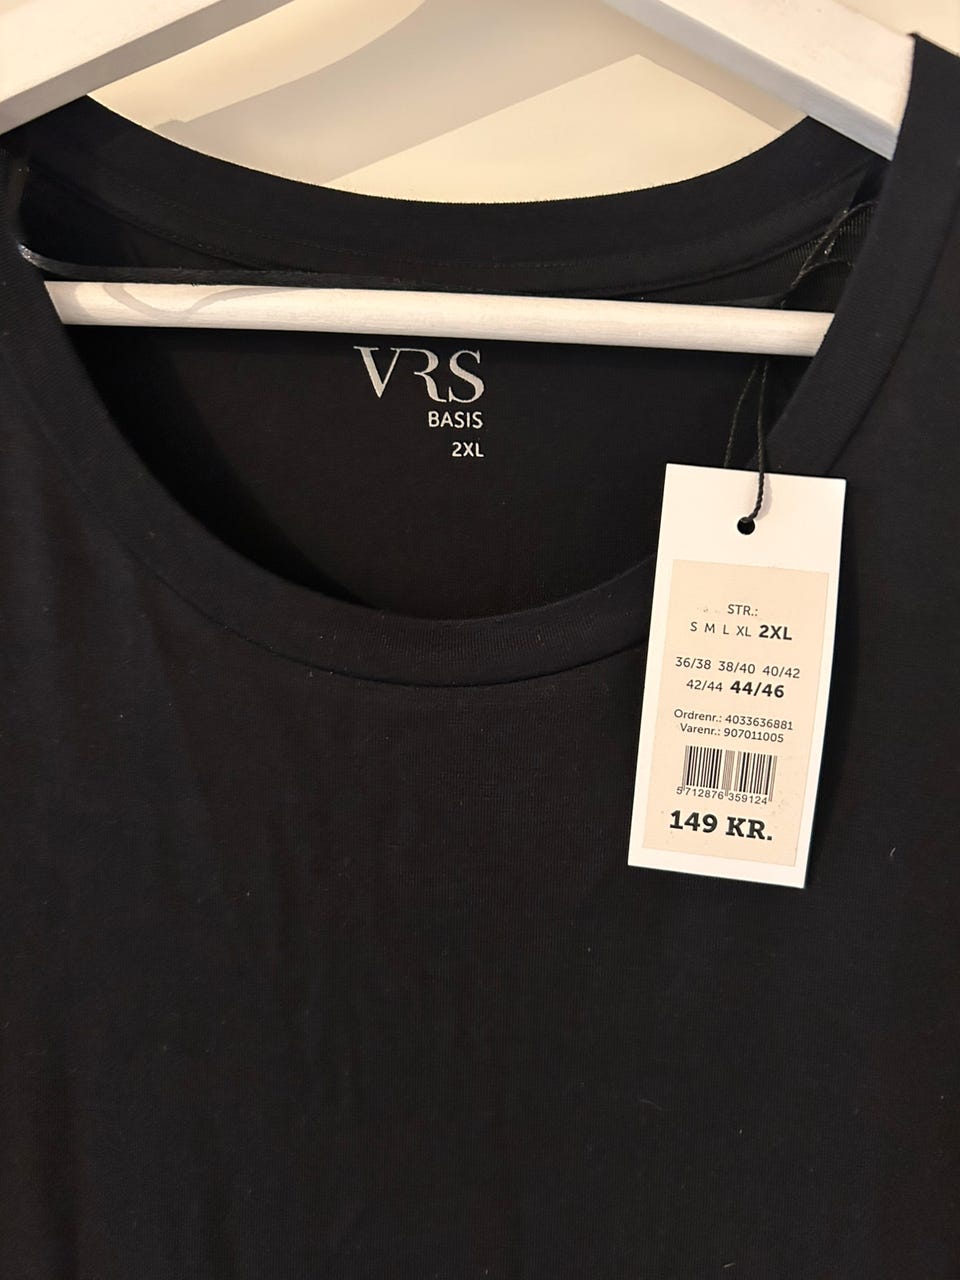 VRS
BASIS
2XL
STR.:
S M L XL 2XL
36/38 38/40 40/42
42/44 44/46
Ordrenr.: 4033636881
Varenr.: 907011005
5 712876 359124
149 KR.